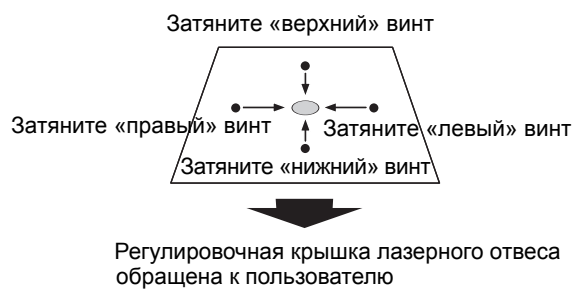 Затяните «верхний» винт
Затяните «правый» винт
Затяните «левый» винт
Затяните «нижний» винт
Регулировочная крышка лазерного отвеса
обращена к пользователю